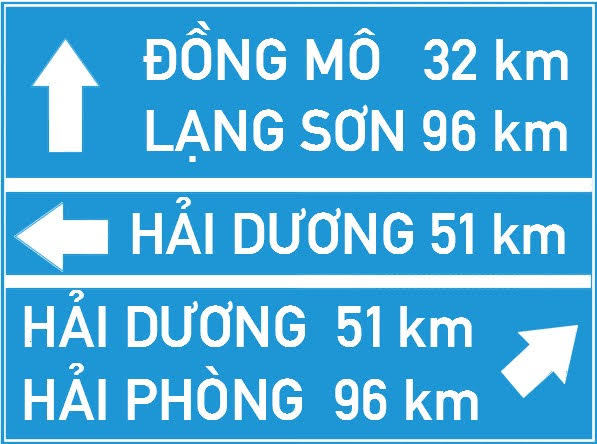 ĐỒNG MÔ 32 km
LẠNG SƠN 96 km
HẢI DƯƠNG 51 km
HẢI DƯƠNG 51 km
HẢI PHÒNG 96 km